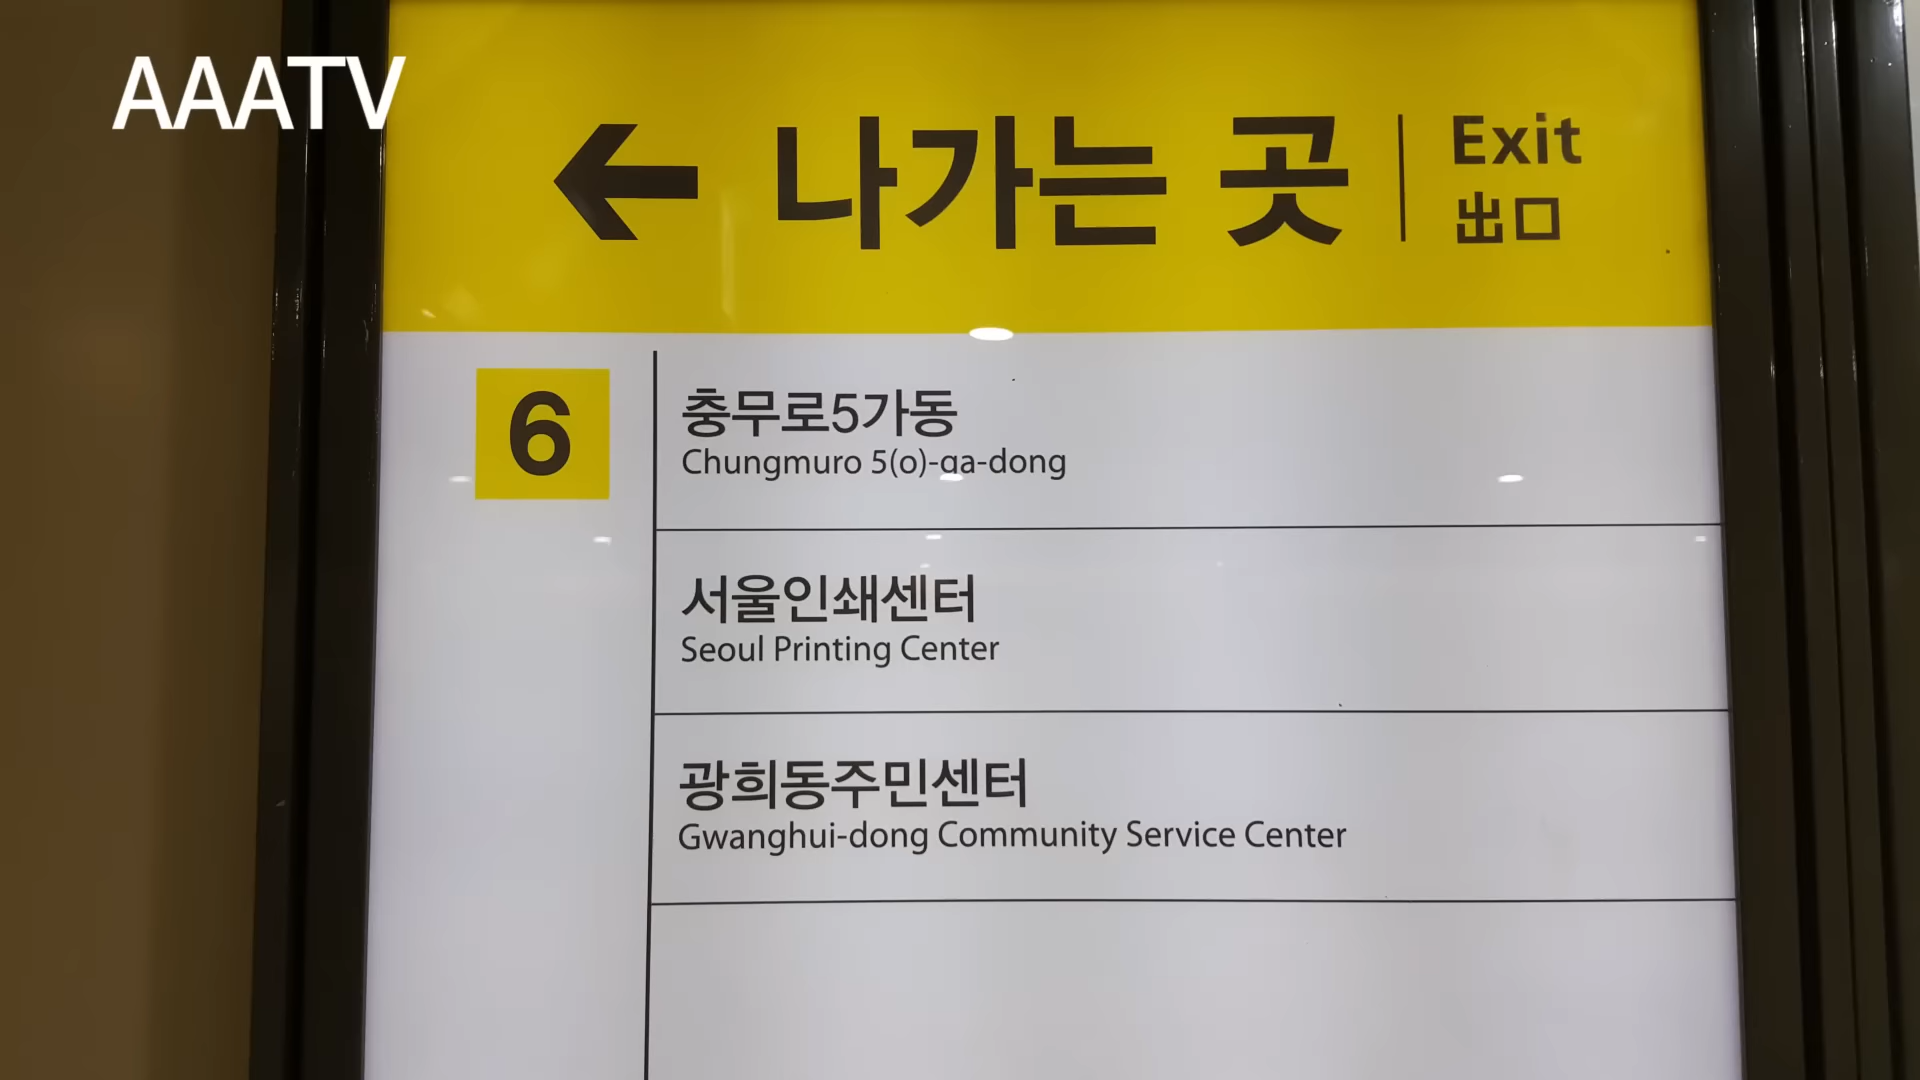 AAATV
← 나가는 곳
Exit
出口
6
충무로5가동
Chungmuro 5(o)-ga-dong
서울인쇄센터
Seoul Printing Center
광희동주민센터
Gwanghui-dong Community Service Center